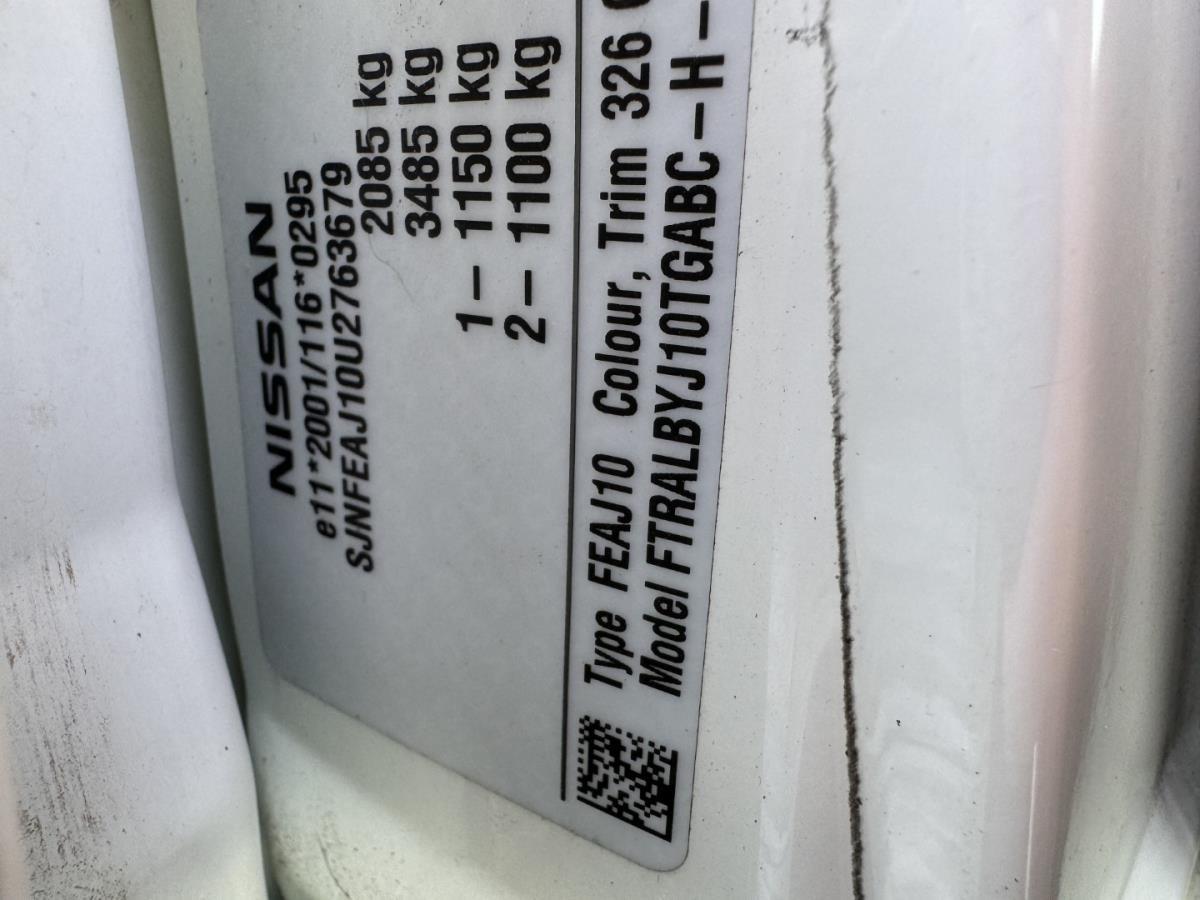 NISSAN
e11*2001/116*0295
SJNFEAJ10U2763679
2085 kg
3485 kg
1– 1150 kg
2– 1100 kg
Type FEAJ10 Colour, Trim 326
Model FTRALBYJ10TGABC–H–